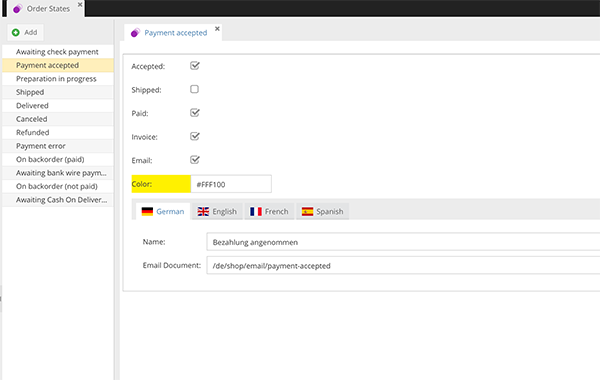 Order States
Add
Payment accepted
Awaiting check payment
Payment accepted
Preparation in progress
Shipped
Delivered
Canceled
Refunded
Payment error
On backorder (paid)
Awaiting bank wire paym...
On backorder (not paid)
Awaiting Cash On Deliver...
Accepted:
Shipped:
Paid:
Invoice:
Email:
Color: #FFF100
German English French Spanish
Name: Bezahlung angenommen
Email Document: /de/shop/email/payment-accepted